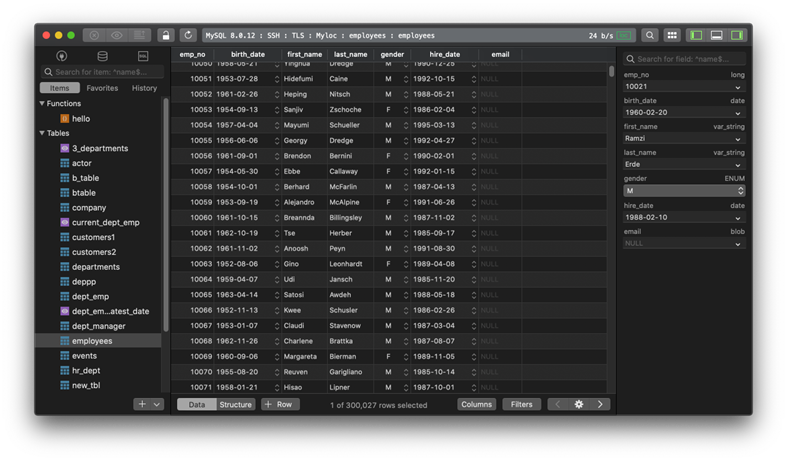 MySQL 8.0.12 : SSH : TLS : Myloc : employees : employees
24 b/s
SQL
Search for item: ^name$...
Items Favorites History
Functions
hello
Tables
3_departments
actor
b_table
btable
company
current_dept_emp
customers1
customers2
departments
deppp
dept_emp
dept_em...atest_date
dept_manager
employees
events
hr_dept
new_tbl
emp_no birth_date first_name last_name gender hire_date email
10050 1958-05-21 Yinghua Dredge M 1990-12-25 NULL
10051 1953-07-28 Hidefumi Caine M 1992-10-15 NULL
10052 1961-02-26 Heping Nitsch M 1988-05-21 NULL
10053 1954-09-13 Sanjiv Zschoche F 1986-02-04 NULL
10054 1957-04-04 Mayumi Schueller M 1995-03-13 NULL
10055 1956-06-06 Georgy Dredge M 1992-04-27 NULL
10056 1961-09-01 Brendon Bernini F 1990-02-01 NULL
10057 1954-05-30 Ebbe Callaway F 1992-01-15 NULL
10058 1954-10-01 Berhard McFarlin M 1987-04-13 NULL
10059 1953-09-19 Alejandro McAlpine F 1991-06-26 NULL
10060 1961-10-15 Breannda Billingsley M 1987-11-02 NULL
10061 1962-10-19 Tse Herber M 1985-09-17 NULL
10062 1961-11-02 Anoosh Peyn M 1991-08-30 NULL
10063 1952-08-06 Gino Leonhardt F 1989-04-08 NULL
10064 1959-04-07 Udi Jansch M 1985-11-20 NULL
10065 1963-04-14 Satosi Awdeh M 1988-05-18 NULL
10066 1952-11-13 Kwee Schusler M 1986-02-26 NULL
10067 1953-01-07 Claudi Stavenow M 1987-03-04 NULL
10068 1962-11-26 Charlene Brattka M 1987-08-07 NULL
10069 1960-09-06 Margareta Bierman F 1989-11-05 NULL
10070 1955-08-20 Reuven Garigliano M 1985-10-14 NULL
10071 1958-01-21 Hisao Lipner M 1987-10-01 NULL
Data Structure + Row 1 of 300,027 rows selected Columns Filters
Search for field: ^name$...
emp_no long
10021
birth_date date
1960-02-20
first_name var_string
Ramzi
last_name var_string
Erde
gender ENUM
M
hire_date date
1988-02-10
email blob
NULL